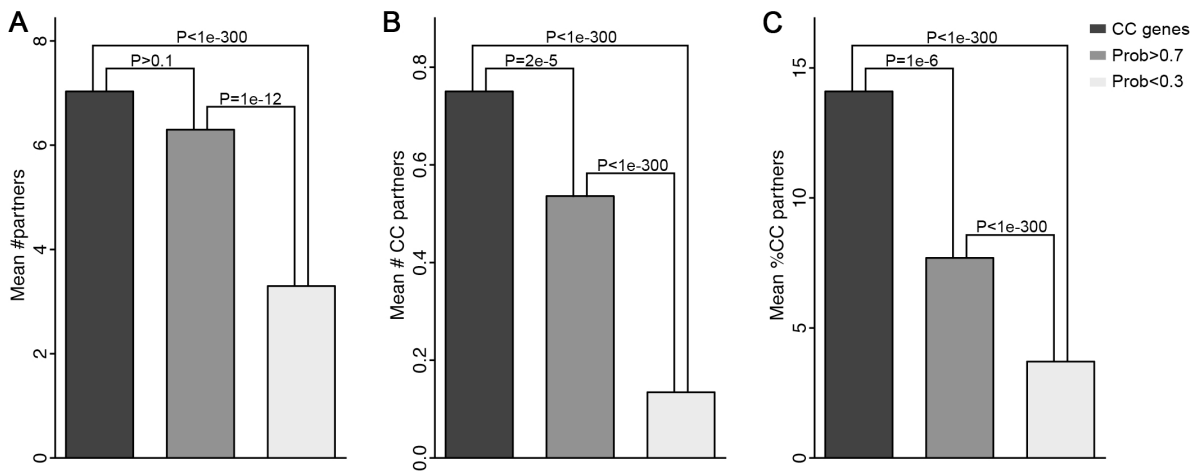 A
Mean #partners
0
2
4
6
8
P<1e-300
P>0.1
P=1e-12
B
Mean # CC partners
0.0
0.2
0.4
0.6
0.8
P<1e-300
P=2e-5
P<1e-300
C
Mean %CC partners
0
5
10
15
P<1e-300
P=1e-6
P<1e-300
CC genes
Prob>0.7
Prob<0.3